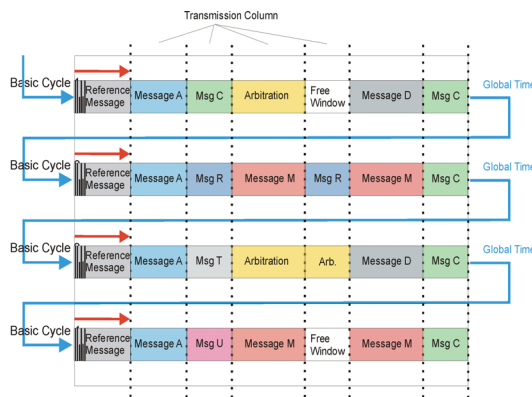 Transmission Column
Basic Cycle
Reference
Message
Message A
Msg C
Arbitration
Free
Window
Message D
Msg C
Global Time
Basic Cycle
Reference
Message
Message A
Msg R
Message M
Msg R
Message M
Msg C
Global Time
Basic Cycle
Reference
Message
Message A
Msg T
Arbitration
Arb.
Message D
Msg C
Global Time
Basic Cycle
Reference
Message
Message A
Msg U
Message M
Free
Window
Message M
Msg C